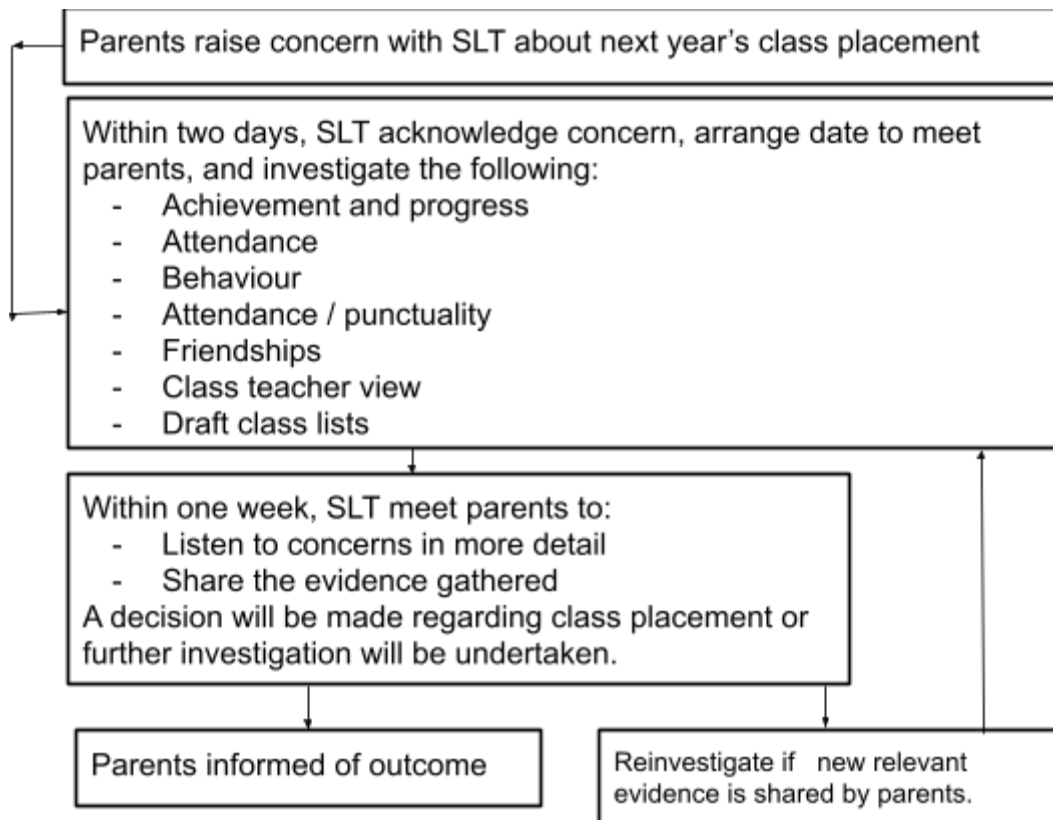 Parents raise concern with SLT about next year’s class placement
Within two days, SLT acknowledge concern, arrange date to meet
parents, and investigate the following:
- Achievement and progress
- Attendance
- Behaviour
- Attendance / punctuality
- Friendships
- Class teacher view
- Draft class lists
Within one week, SLT meet parents to:
- Listen to concerns in more detail
- Share the evidence gathered
A decision will be made regarding class placement or
further investigation will be undertaken.
Parents informed of outcome
Reinvestigate if new relevant
evidence is shared by parents.